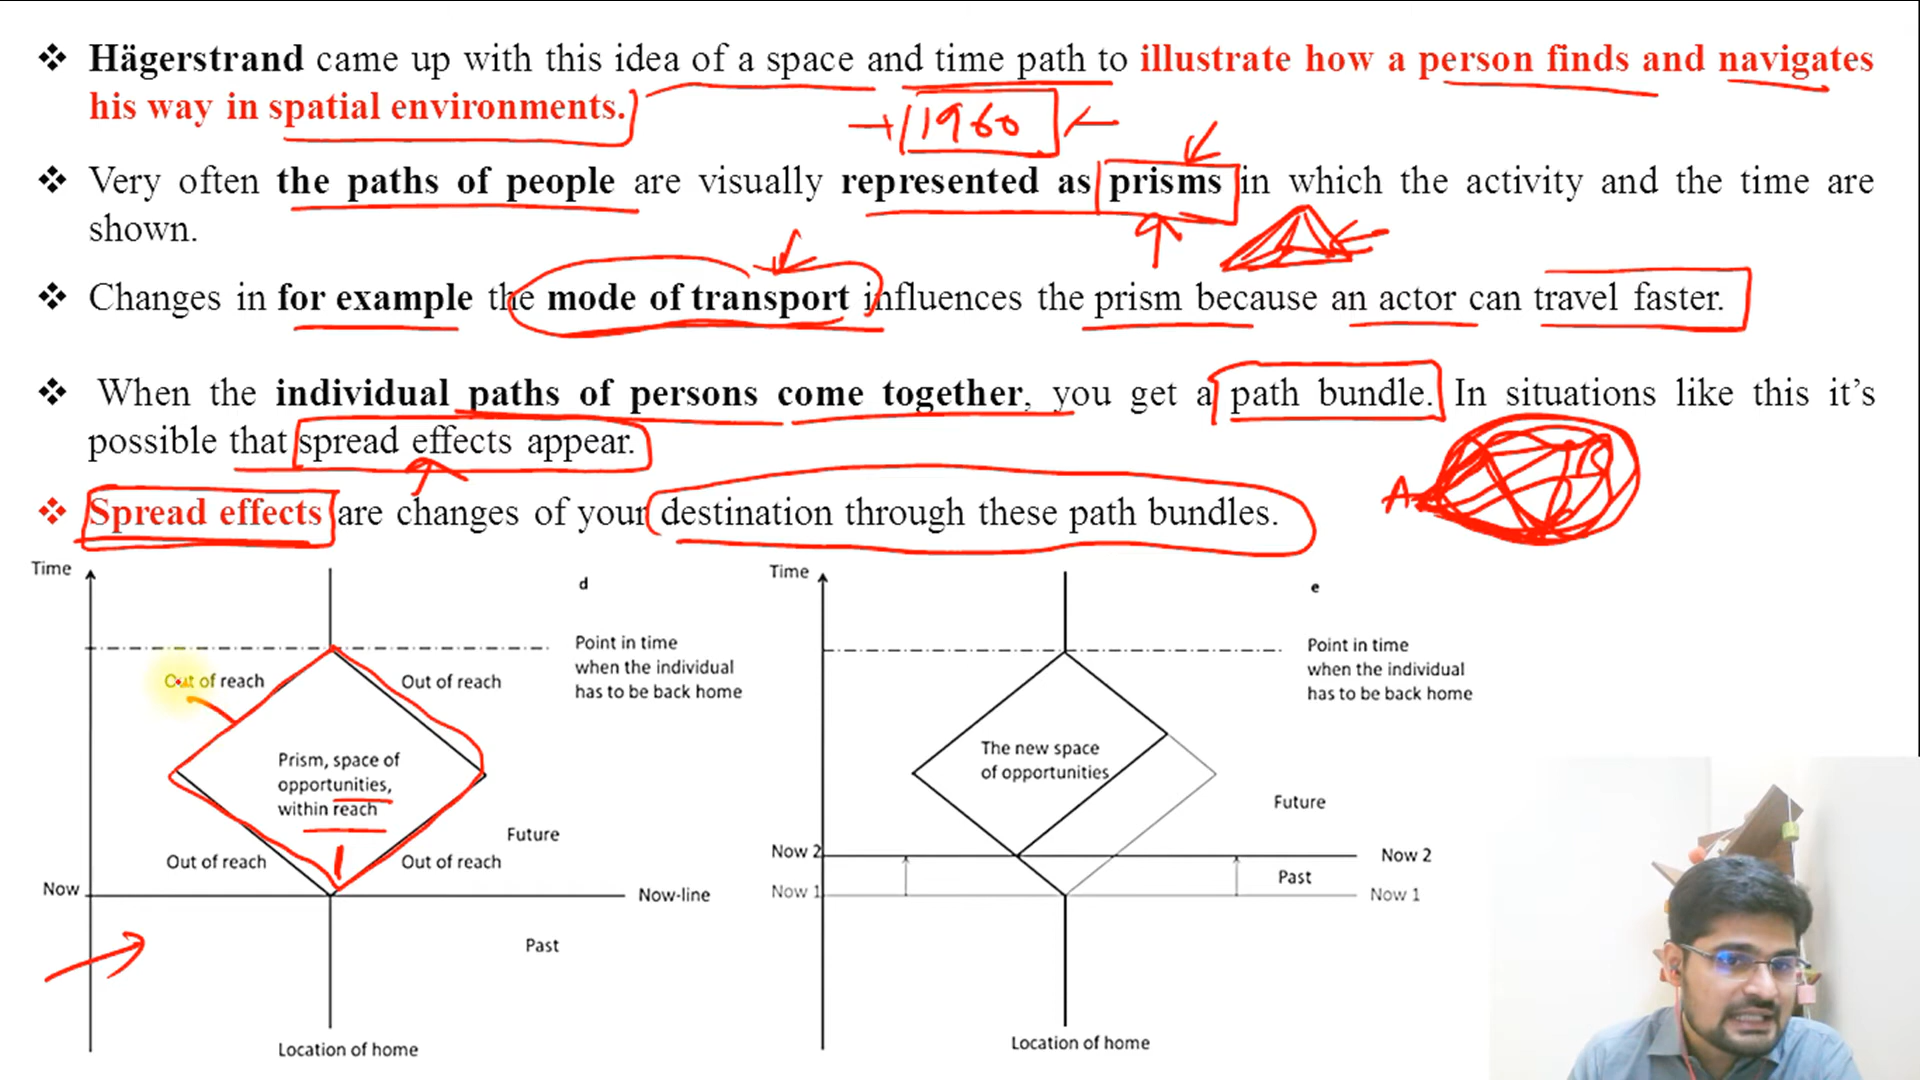 ❖ Hägerstrand came up with this idea of a space and time path to illustrate how a person finds and navigates
his way in spatial environments.
1960
❖ Very often the paths of people are visually represented as prisms in which the activity and the time are
shown.
❖ Changes in for example the mode of transport influences the prism because an actor can travel faster.
❖ When the individual paths of persons come together, you get a path bundle. In situations like this it's
possible that spread effects appear.
A
❖ Spread effects are changes of your destination through these path bundles.
Time
d
Point in time
when the individual
has to be back home
Out of reach
Out of reach
Prism, space of
opportunities,
within reach
Future
Out of reach
Out of reach
Now
Now-line
Past
Location of home
Time
e
Point in time
when the individual
has to be back home
The new space
of opportunities
Future
Now 2
Now 2
Past
Now 1
Now 1
Location of home